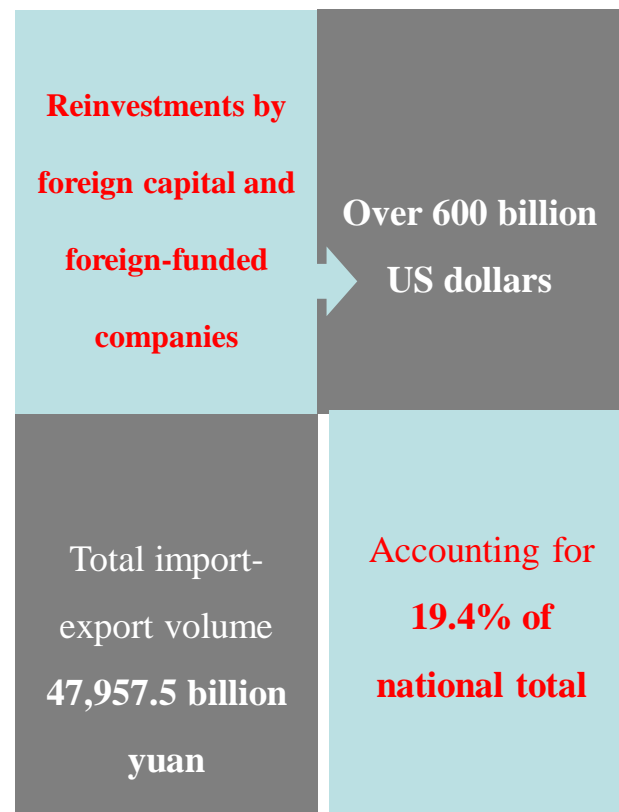 Reinvestments by
foreign capital and
foreign-funded
companies
Over 600 billion
US dollars
Total import-
export volume
47,957.5 billion
yuan
Accounting for
19.4% of
national total